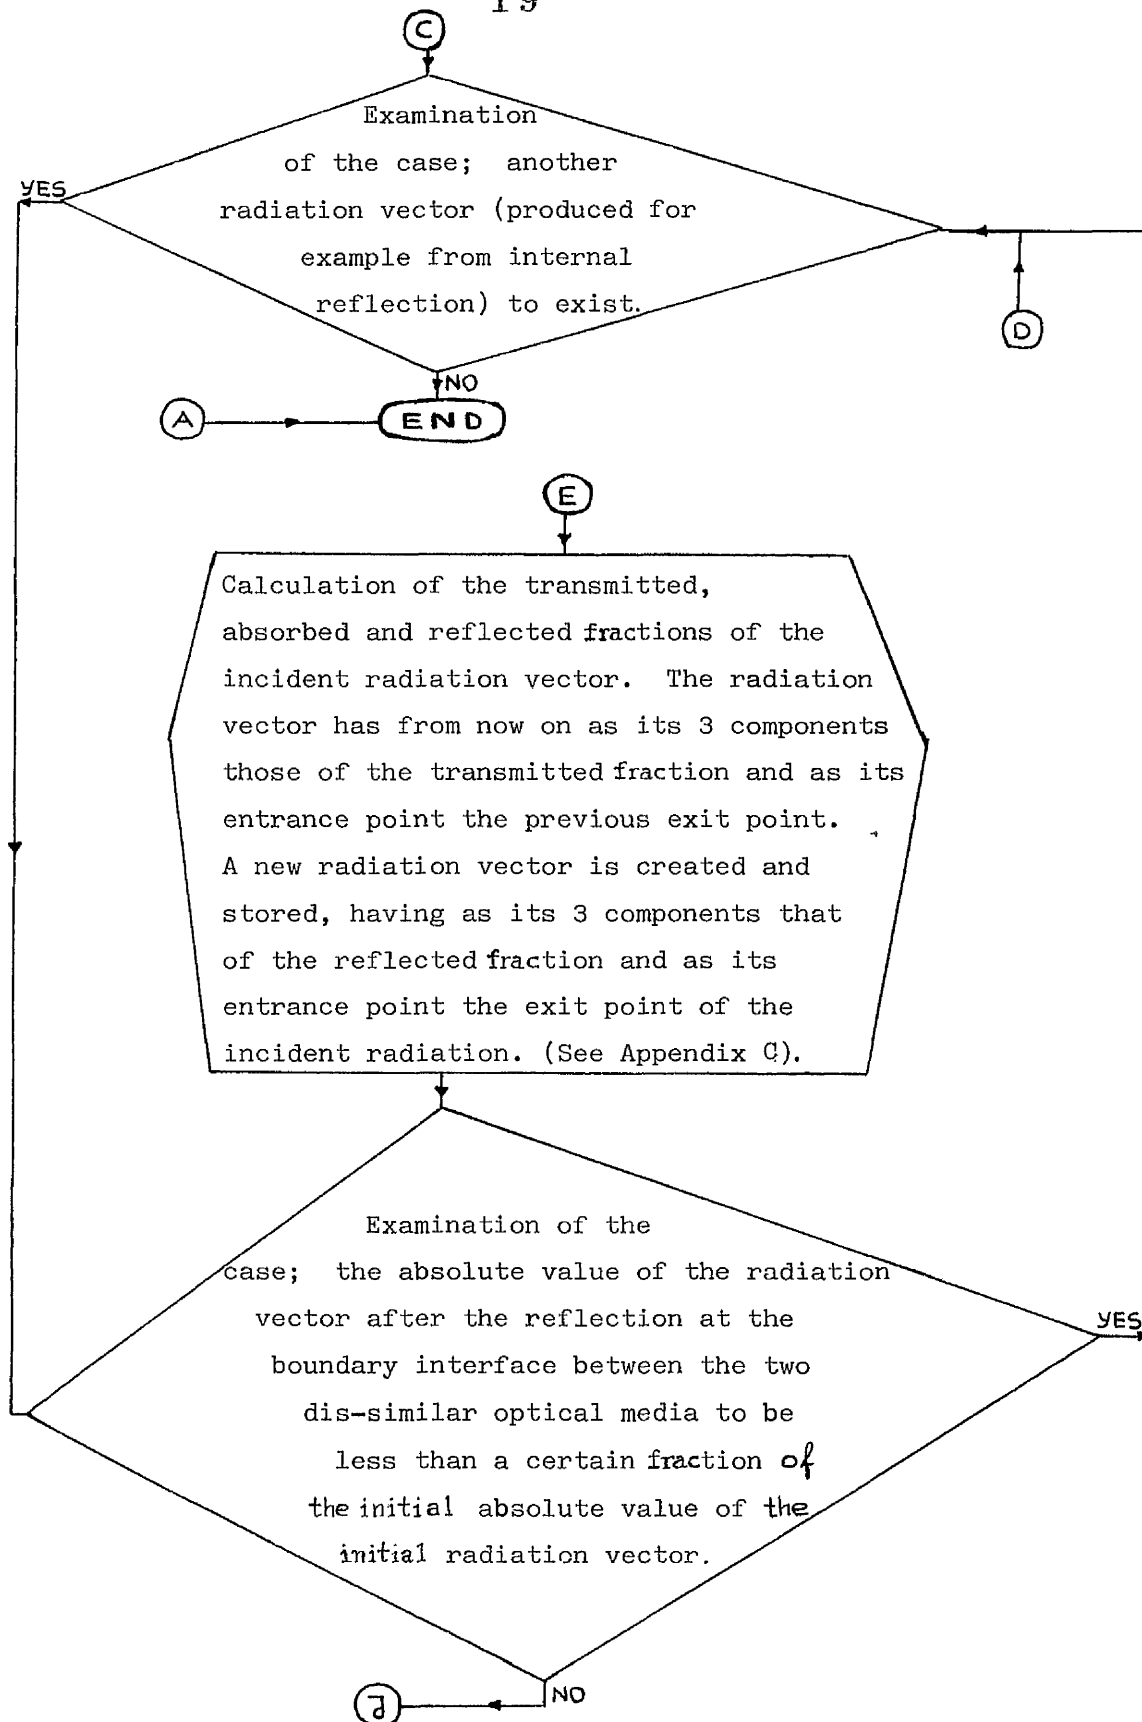 19
C
Examination
of the case; another
YES
radiation vector (produced for
example from internal
reflection) to exist.
D
NO
A
END
E
Calculation of the transmitted,
absorbed and reflected fractions of the
incident radiation vector. The radiation
vector has from now on as its 3 components
those of the transmitted fraction and as its
entrance point the previous exit point.
A new radiation vector is created and
stored, having as its 3 components that
of the reflected fraction and as its
entrance point the exit point of the
incident radiation. (See Appendix C).
Examination of the
case; the absolute value of the radiation
vector after the reflection at the
YES
boundary interface between the two
dis-similar optical media to be
less than a certain fraction of
the initial absolute value of the
initial radiation vector.
NO